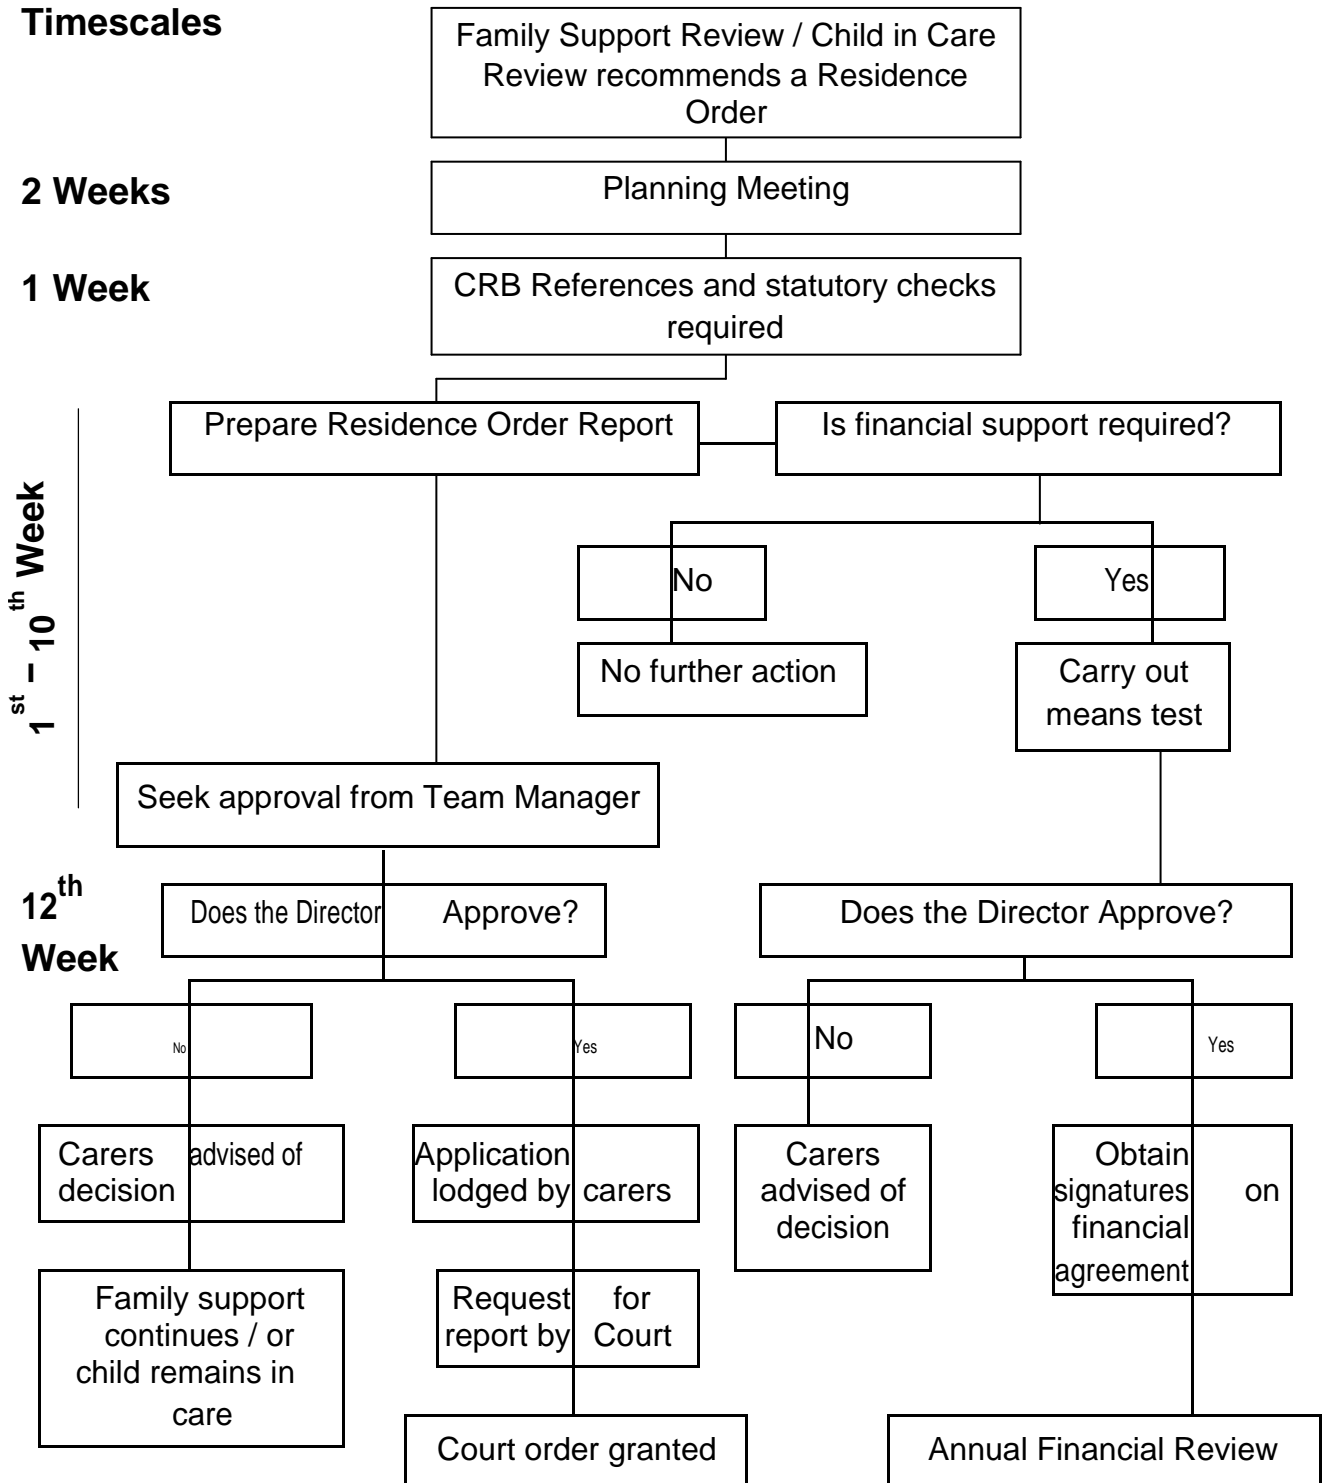 Timescales
Family Support Review / Child in Care
Review recommends a Residence
Order
2 Weeks
Planning Meeting
1 Week
CRB References and statutory checks
required
1st – 10th Week
Prepare Residence Order Report
Is financial support required?
No
Yes
No further action
Carry out
means test
Seek approval from Team Manager
12th
Week
Does the Director Approve?
Does the Director Approve?
No
Yes
No
Yes
Carers advised of
decision
Application
lodged by carers
Carers
advised of
decision
Obtain
signatures on
financial
agreement
Family support
continues / or
child remains in
care
Request for
report by Court
Court order granted
Annual Financial Review